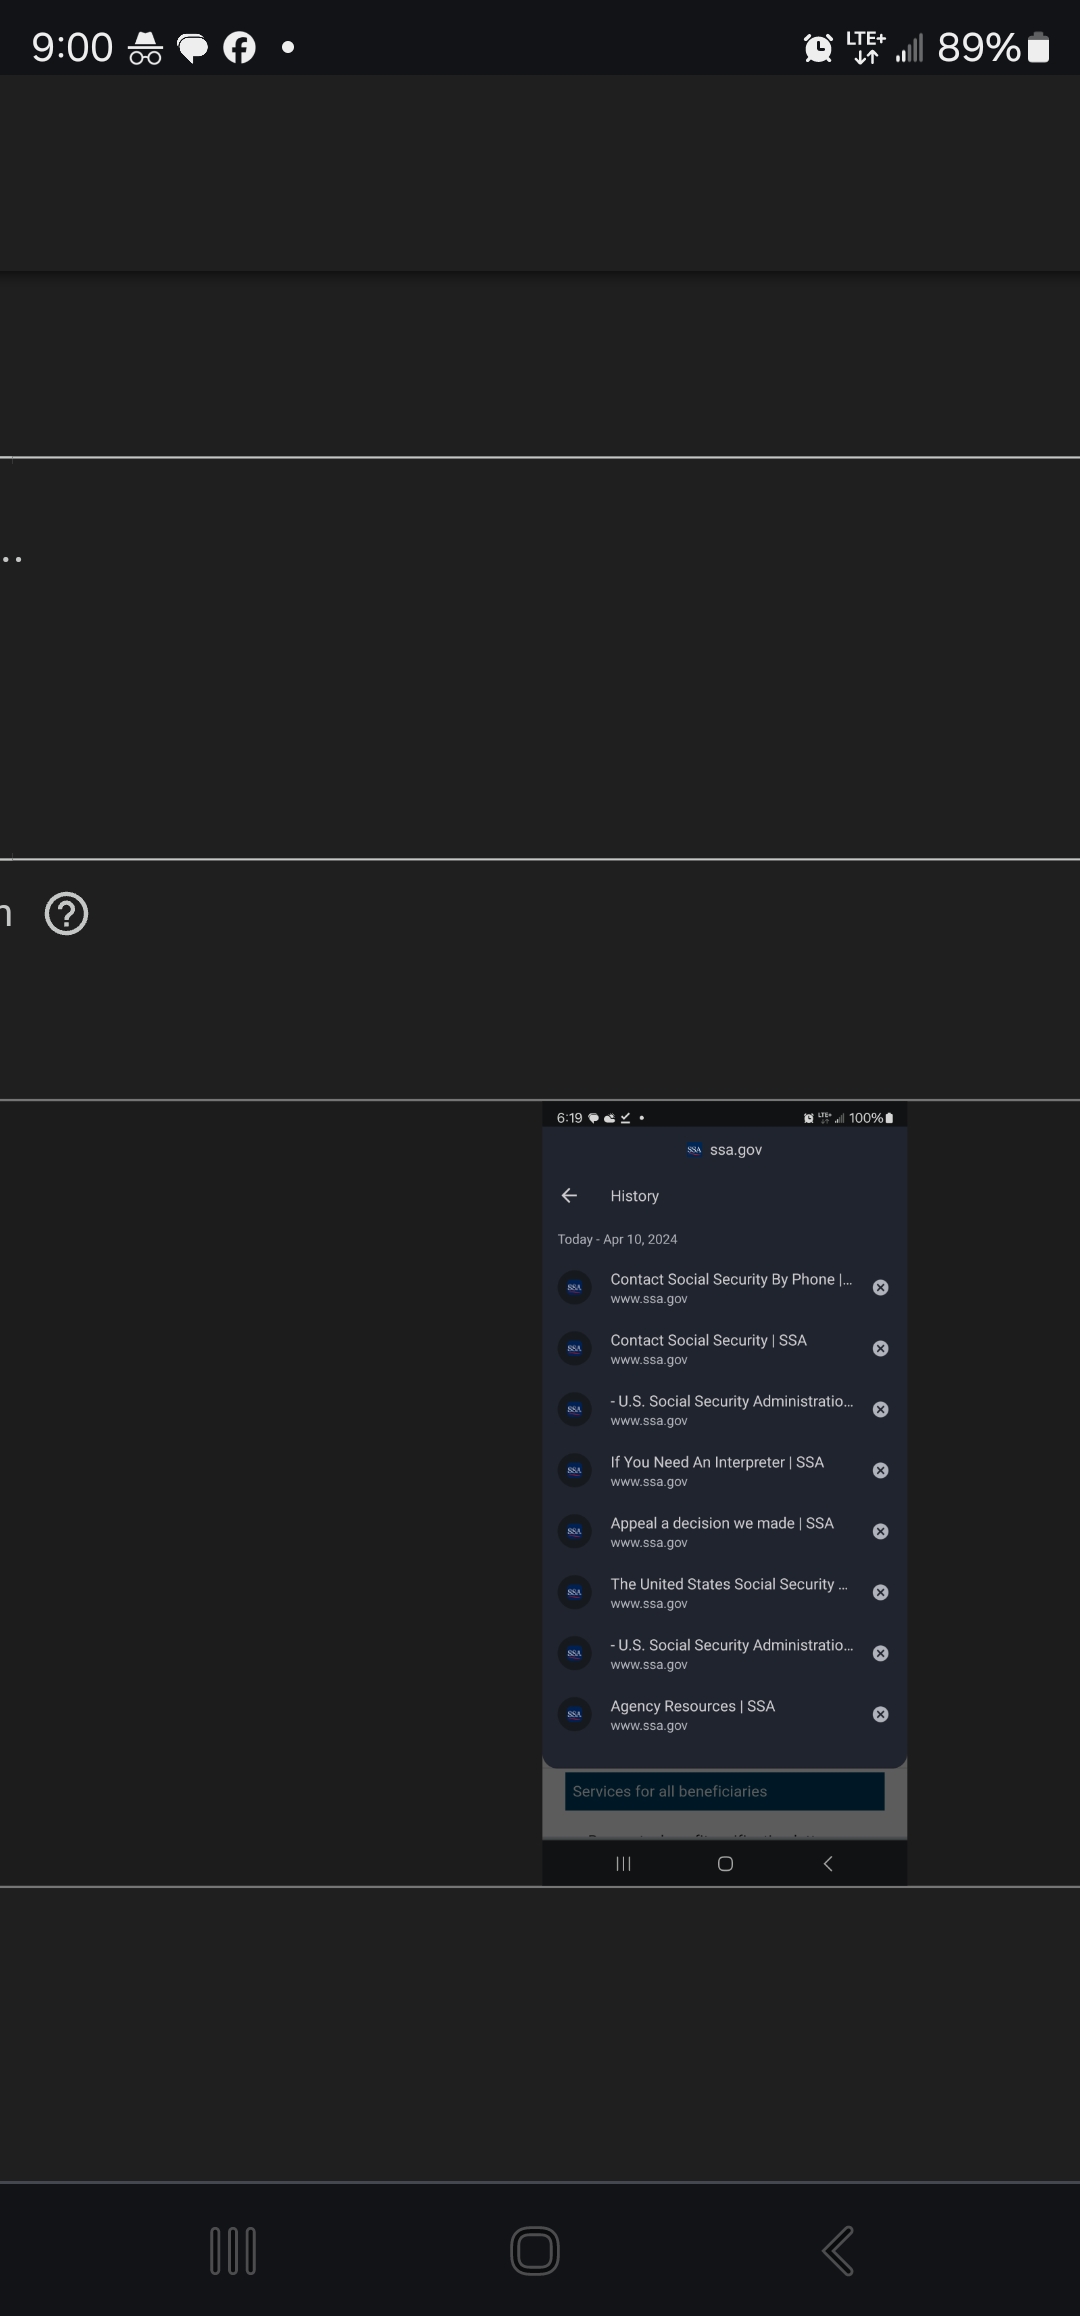 9:00 LTE+ 89%
..
n
6:19 LTE+ 100%
SSA ssa.gov
History
Today - Apr 10, 2024
SSA Contact Social Security By Phone |...
www.ssa.gov
SSA Contact Social Security | SSA
www.ssa.gov
SSA - U.S. Social Security Administratio...
www.ssa.gov
SSA If You Need An Interpreter | SSA
www.ssa.gov
SSA Appeal a decision we made | SSA
www.ssa.gov
SSA The United States Social Security ...
www.ssa.gov
SSA - U.S. Social Security Administratio...
www.ssa.gov
SSA Agency Resources | SSA
www.ssa.gov
Services for all beneficiaries